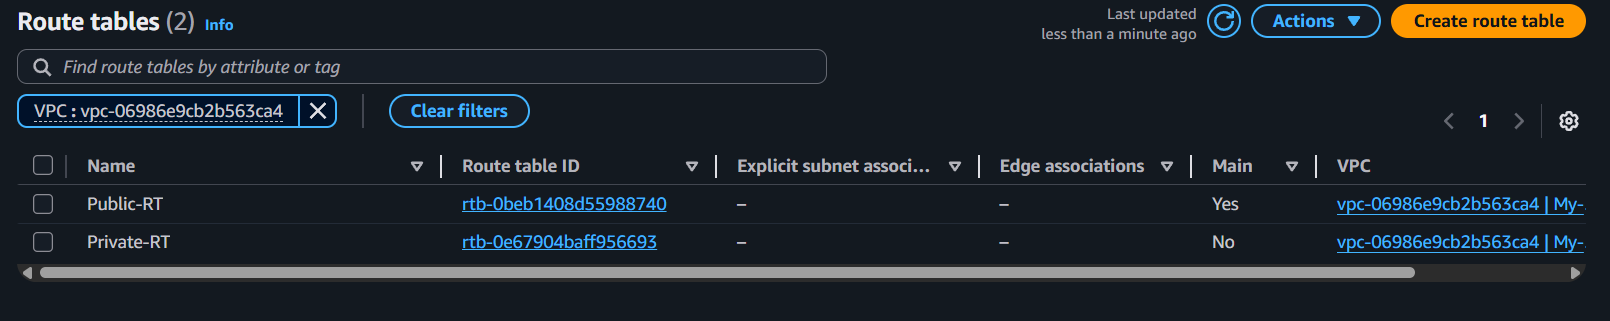 Route tables (2) Info
Last updated
less than a minute ago
Actions
Create route table
Find route tables by attribute or tag
VPC : vpc-06986e9cb2b563ca4
Clear filters
1
Name Route table ID Explicit subnet associ... Edge associations Main VPC
Public-RT rtb-0beb1408d55988740 – – Yes vpc-06986e9cb2b563ca4 | My-
Private-RT rtb-0e67904baff956693 – – No vpc-06986e9cb2b563ca4 | My-